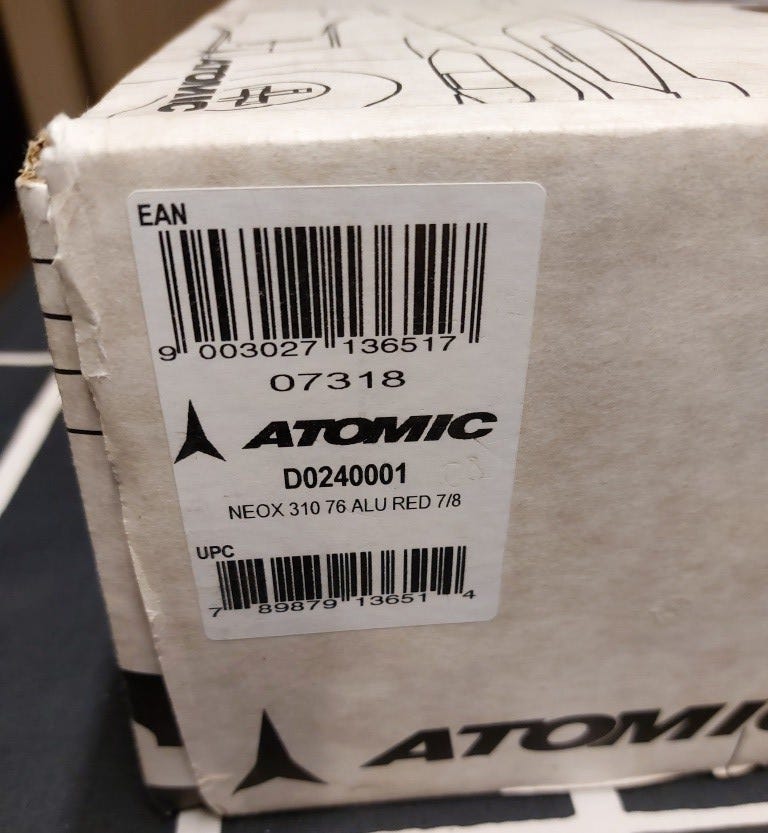 ATOMIC
EAN
9 003027 136517
07318
ATOMIC
D0240001
NEOX 310 76 ALU RED 7/8
UPC
7 89879 13651 4
ATOMIC